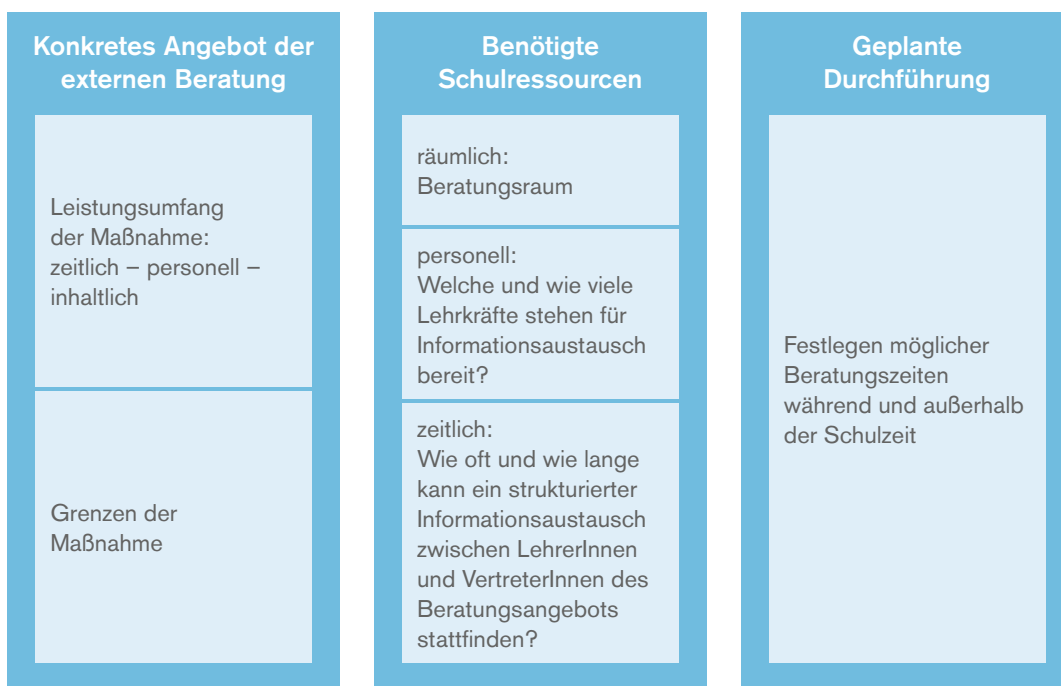 Konkretes Angebot der
externen Beratung
Leistungsumfang
der Maßnahme:
zeitlich – personell –
inhaltlich
Grenzen der
Maßnahme
Benötigte
Schulressourcen
räumlich:
Beratungsraum
personell:
Welche und wie viele
Lehrkräfte stehen für
Informationsaustausch
bereit?
zeitlich:
Wie oft und wie lange
kann ein strukturierter
Informationsaustausch
zwischen LehrerInnen
und VertreterInnen des
Beratungsangebots
stattfinden?
Geplante
Durchführung
Festlegen möglicher
Beratungszeiten
während und außerhalb
der Schulzeit